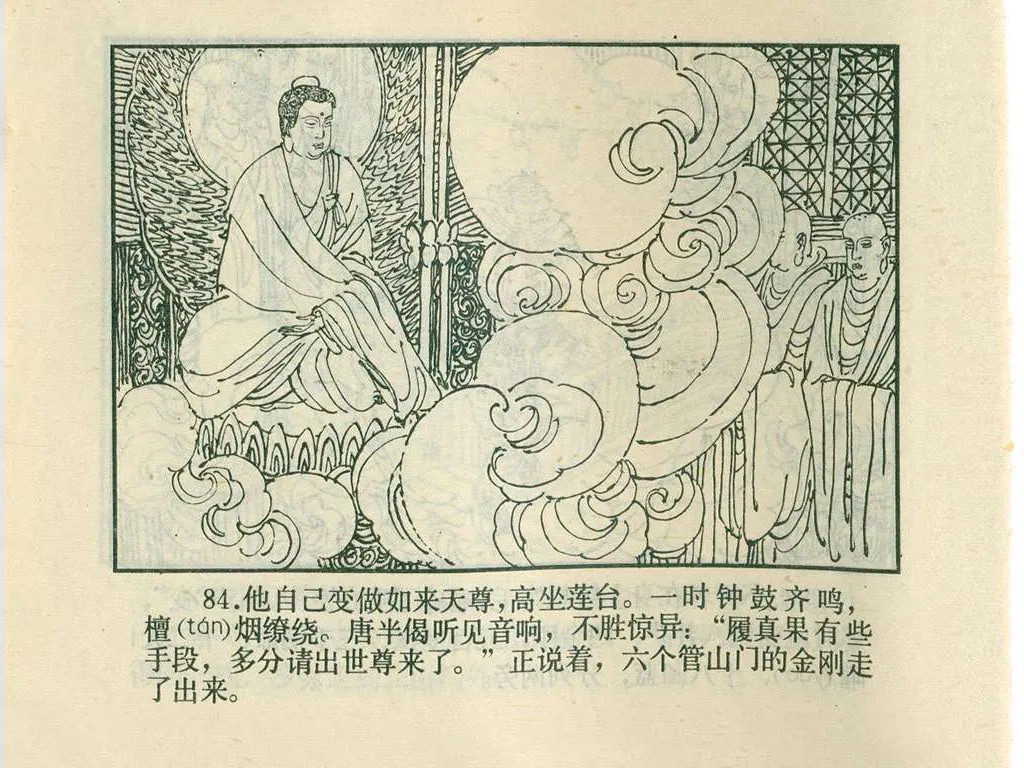 84.他自己变做如来天尊，高坐莲台。一时钟鼓齐鸣，
檀(tán)烟缭绕。唐半偈听见音响，不胜惊异：“履真果有些
手段，多分请出世尊来了。”正说着，六个管山门的金刚走
了出来。